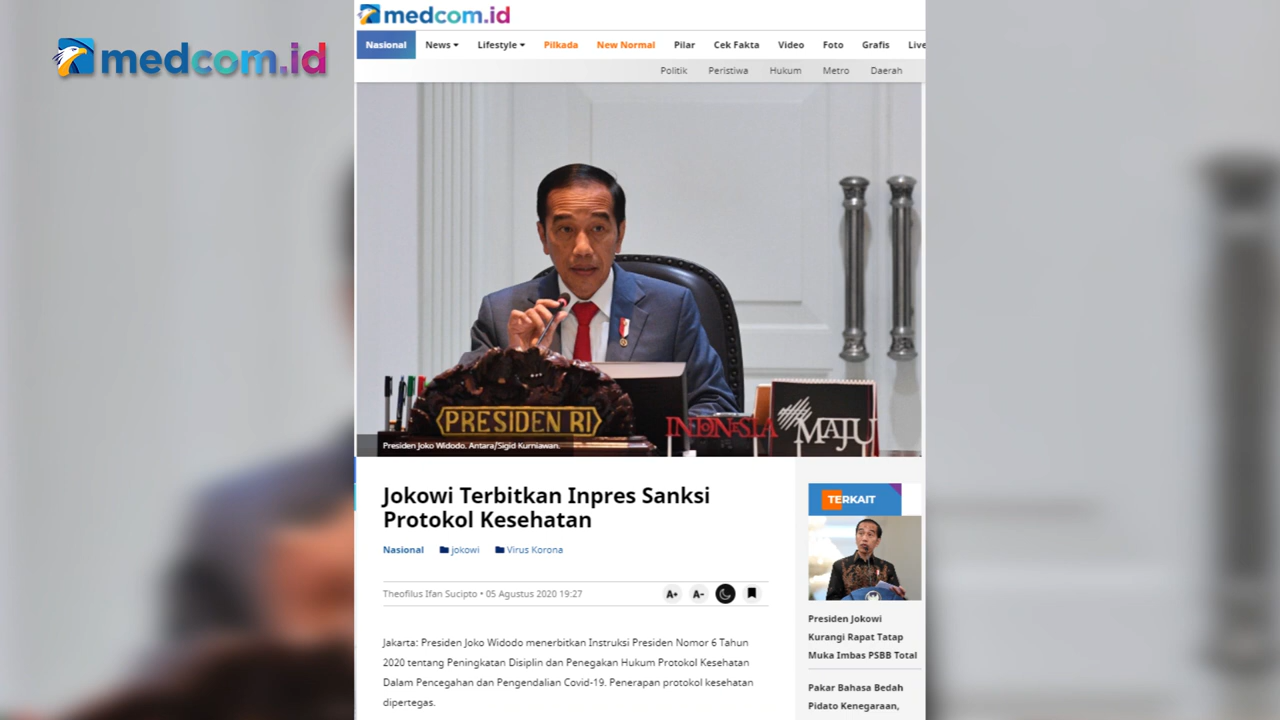 medcom.id
medcom.id
Nasional News Lifestyle Pilkada New Normal Pilar Cek Fakta Video Foto Grafis Live
Politik Peristiwa Hukum Metro Daerah
PRESIDEN RI
INDONESIA
MAJU
Presiden Joko Widodo. Antara/Sigid Kurniawan.
Jokowi Terbitkan Inpres Sanksi
Protokol Kesehatan
Nasional jokowi Virus Korona
Theofilus Ifan Sucipto • 05 Agustus 2020 19:27
A+ A-
Jakarta: Presiden Joko Widodo menerbitkan Instruksi Presiden Nomor 6 Tahun
2020 tentang Peningkatan Disiplin dan Penegakan Hukum Protokol Kesehatan
Dalam Pencegahan dan Pengendalian Covid-19. Penerapan protokol kesehatan
dipertegas.
TERKAIT
Presiden Jokowi
Kurangi Rapat Tatap
Muka Imbas PSBB Total
Pakar Bahasa Bedah
Pidato Kenegaraan,